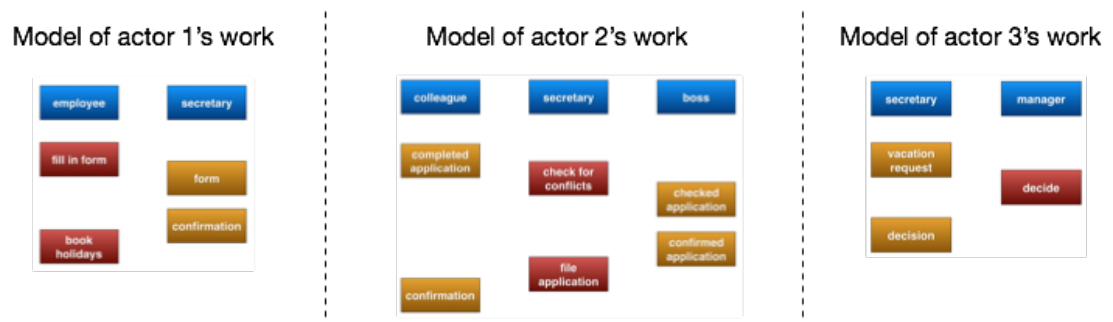 Model of actor 1's work
employee
secretary
fill in form
form
confirmation
book
holidays
Model of actor 2's work
colleague
secretary
boss
completed
application
check for
conflicts
checked
application
confirmed
application
file
application
confirmation
Model of actor 3's work
secretary
manager
vacation
request
decide
decision